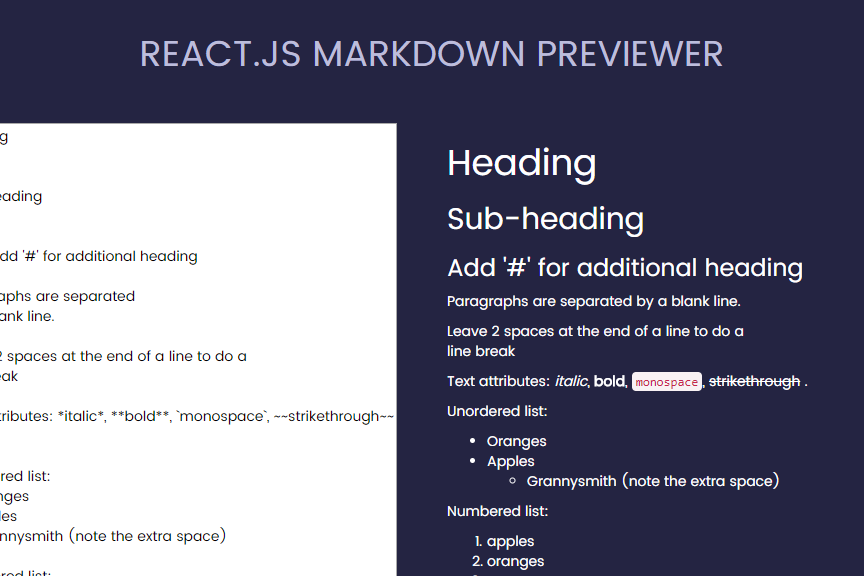 REACT.JS MARKDOWN PREVIEWER
g
eading
dd '#' for additional heading
aphs are separated
ank line.
2 spaces at the end of a line to do a
eak
tributes: *italic*, **bold**, `monospace`, ~~strikethrough~~
red list:
nges
les
nnysmith (note the extra space)
red list:
Heading
Sub-heading
Add '#' for additional heading
Paragraphs are separated by a blank line.
Leave 2 spaces at the end of a line to do a
line break
Text attributes: italic, bold, monospace, strikethrough .
Unordered list:
• Oranges
• Apples
◦ Grannysmith (note the extra space)
Numbered list:
1. apples
2. oranges